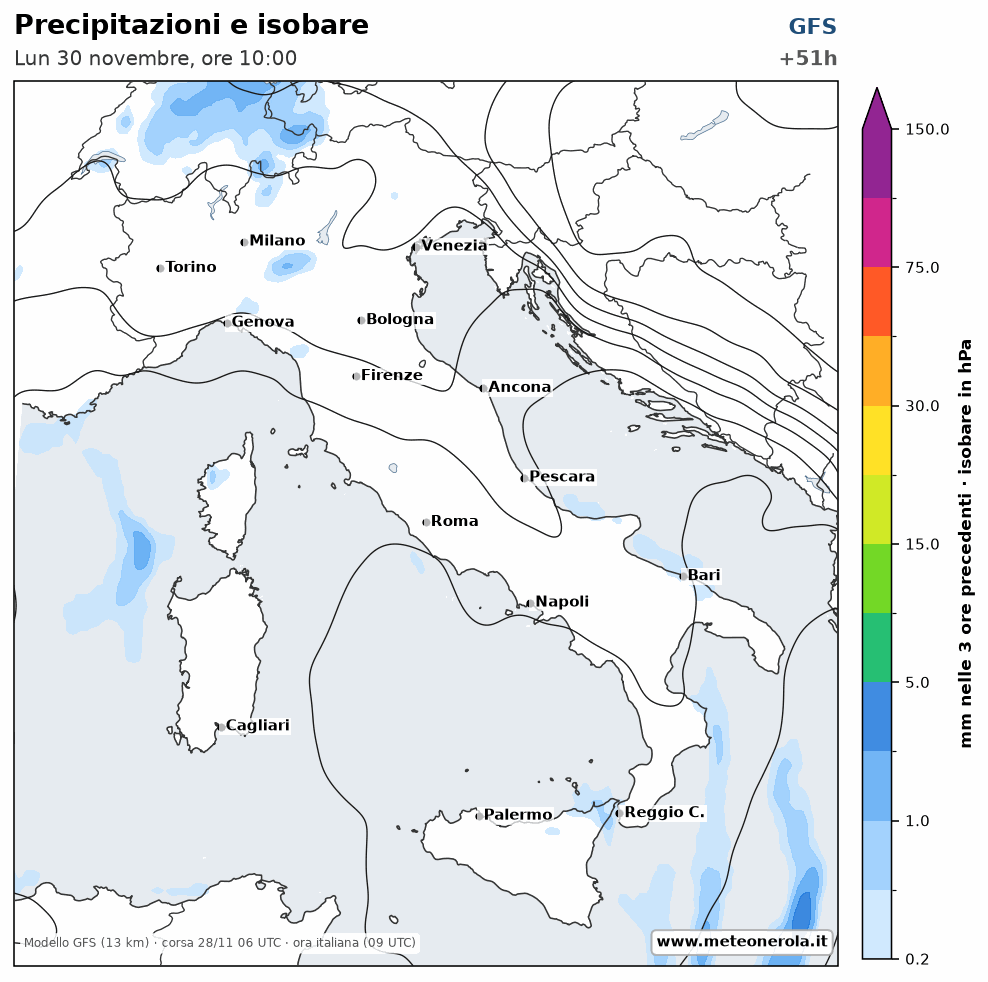 Precipitazioni e isobare
GFS
Lun 30 novembre, ore 10:00
+51h
150.0
75.0
30.0
15.0
5.0
1.0
0.2
mm nelle 3 ore precedenti · isobare in hPa
Milano
Venezia
Torino
Genova
Bologna
Firenze
Ancona
Pescara
Roma
Bari
Napoli
Cagliari
Palermo
Reggio C.
Modello GFS (13 km) · corsa 28/11 06 UTC · ora italiana (09 UTC)
www.meteonerola.it